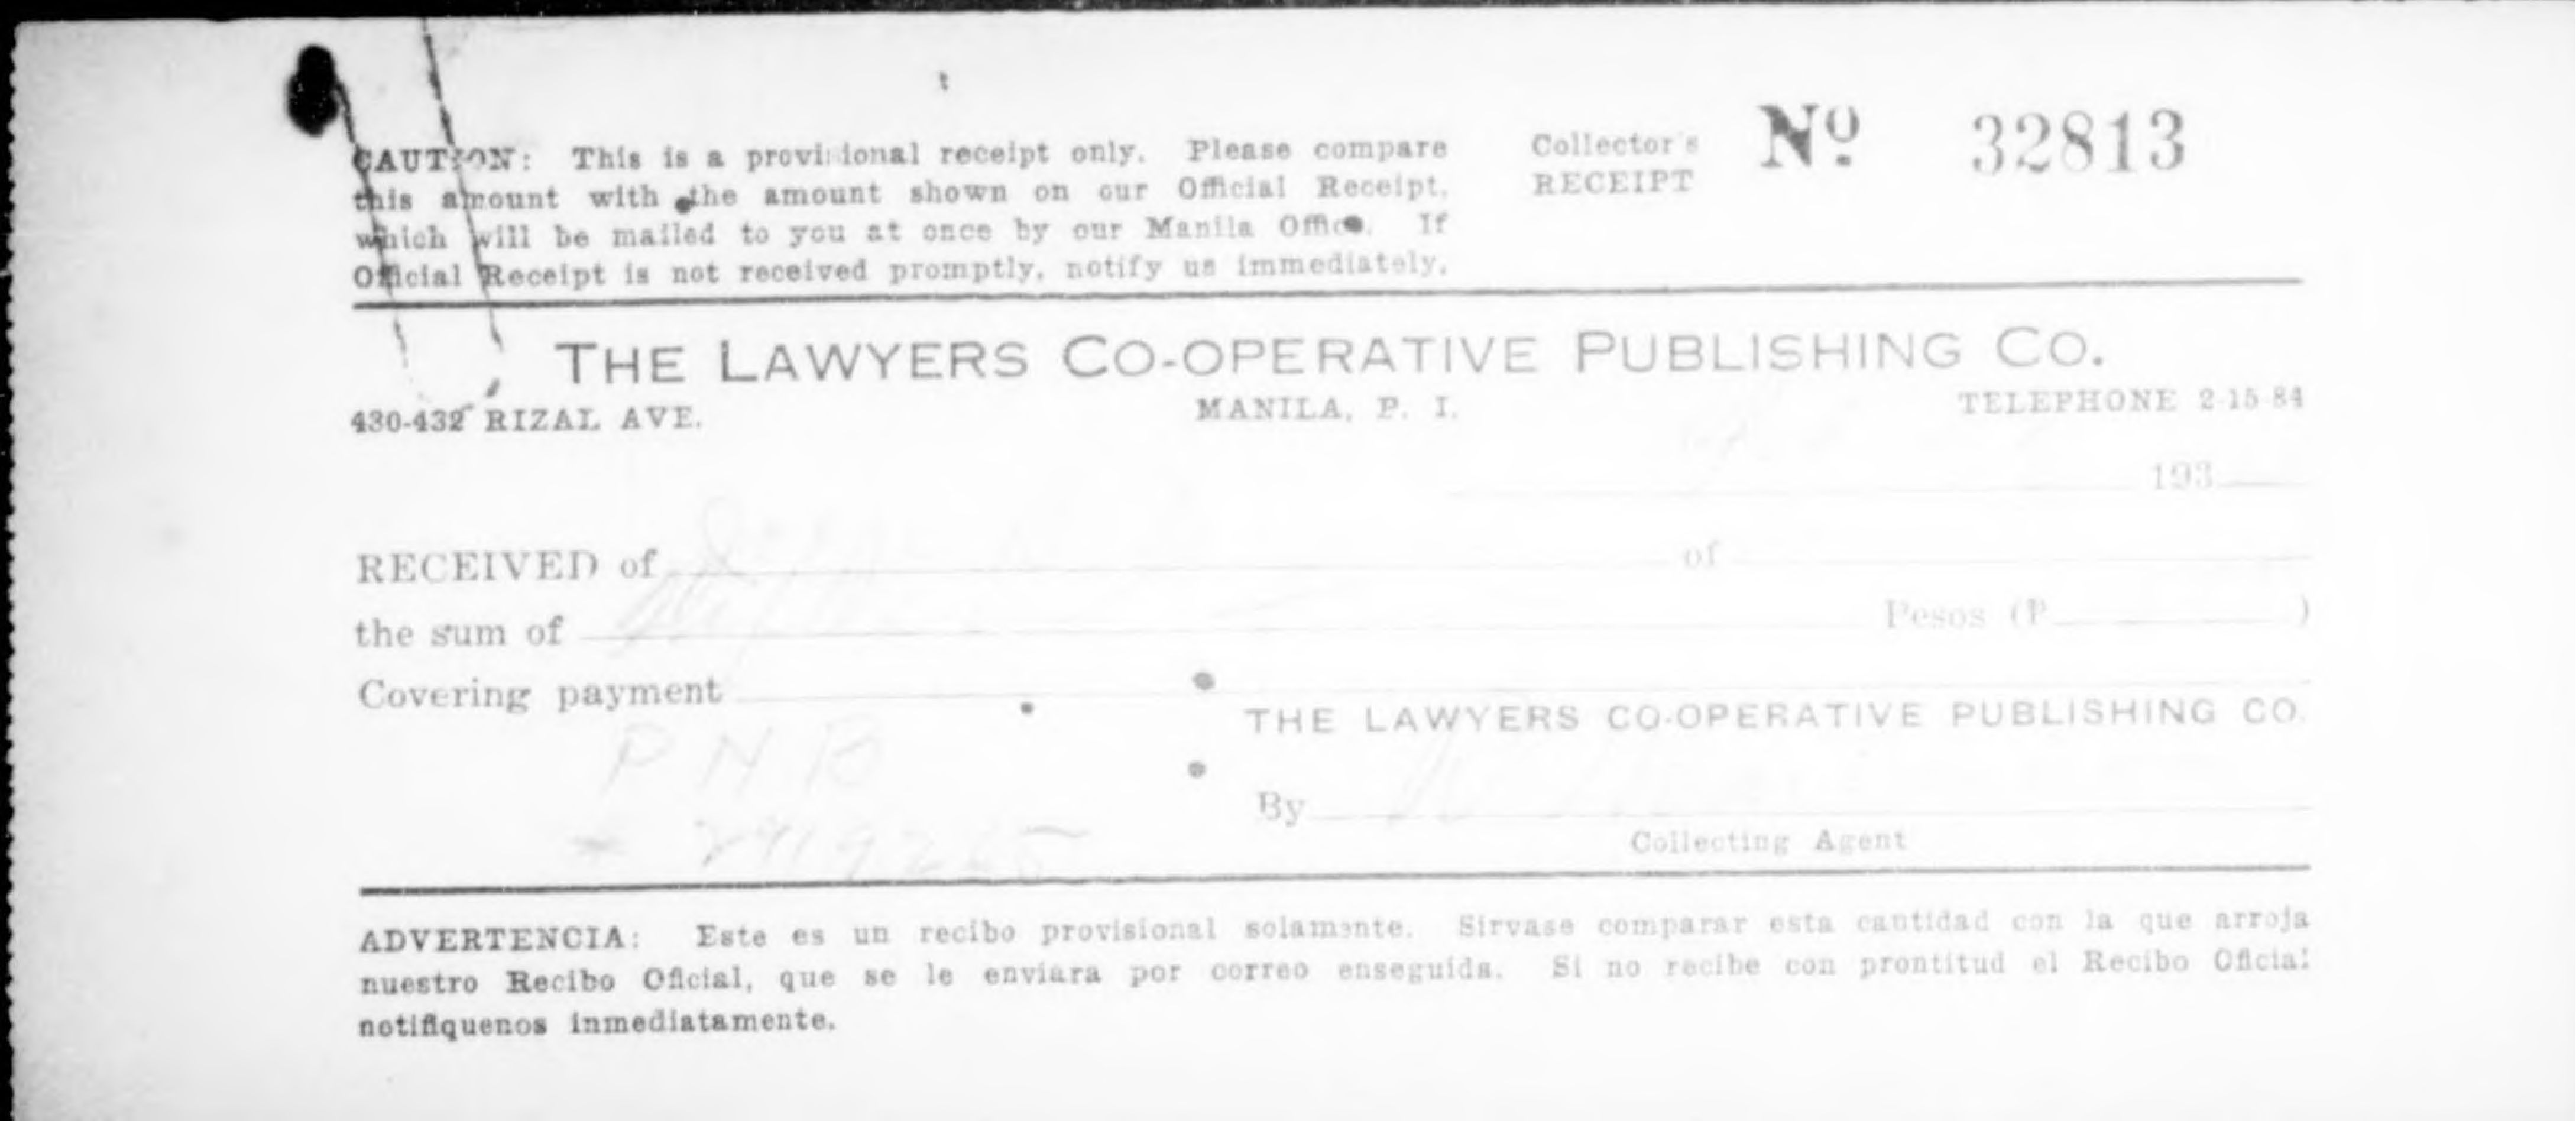 CAUTION: This is a provisional receipt only. Please compare
this amount with the amount shown on our Official Receipt,
which will be mailed to you at once by our Manila Office. If
Official Receipt is not received promptly, notify us immediately.
Collector's
RECEIPT
Nº 32813
THE LAWYERS CO-OPERATIVE PUBLISHING CO.
430-432 RIZAL AVE. MANILA, P. I. TELEPHONE 2-15-84
193
RECEIVED of of
the sum of Pesos (₱ )
Covering payment
THE LAWYERS CO-OPERATIVE PUBLISHING CO.
PNB
By
Collecting Agent
ADVERTENCIA: Este es un recibo provisional solamente. Sirvase comparar esta cantidad con la que arroja
nuestro Recibo Oficial, que se le enviara por correo enseguida. Si no recibe con prontitud el Recibo Oficial
notifiquenos inmediatamente.